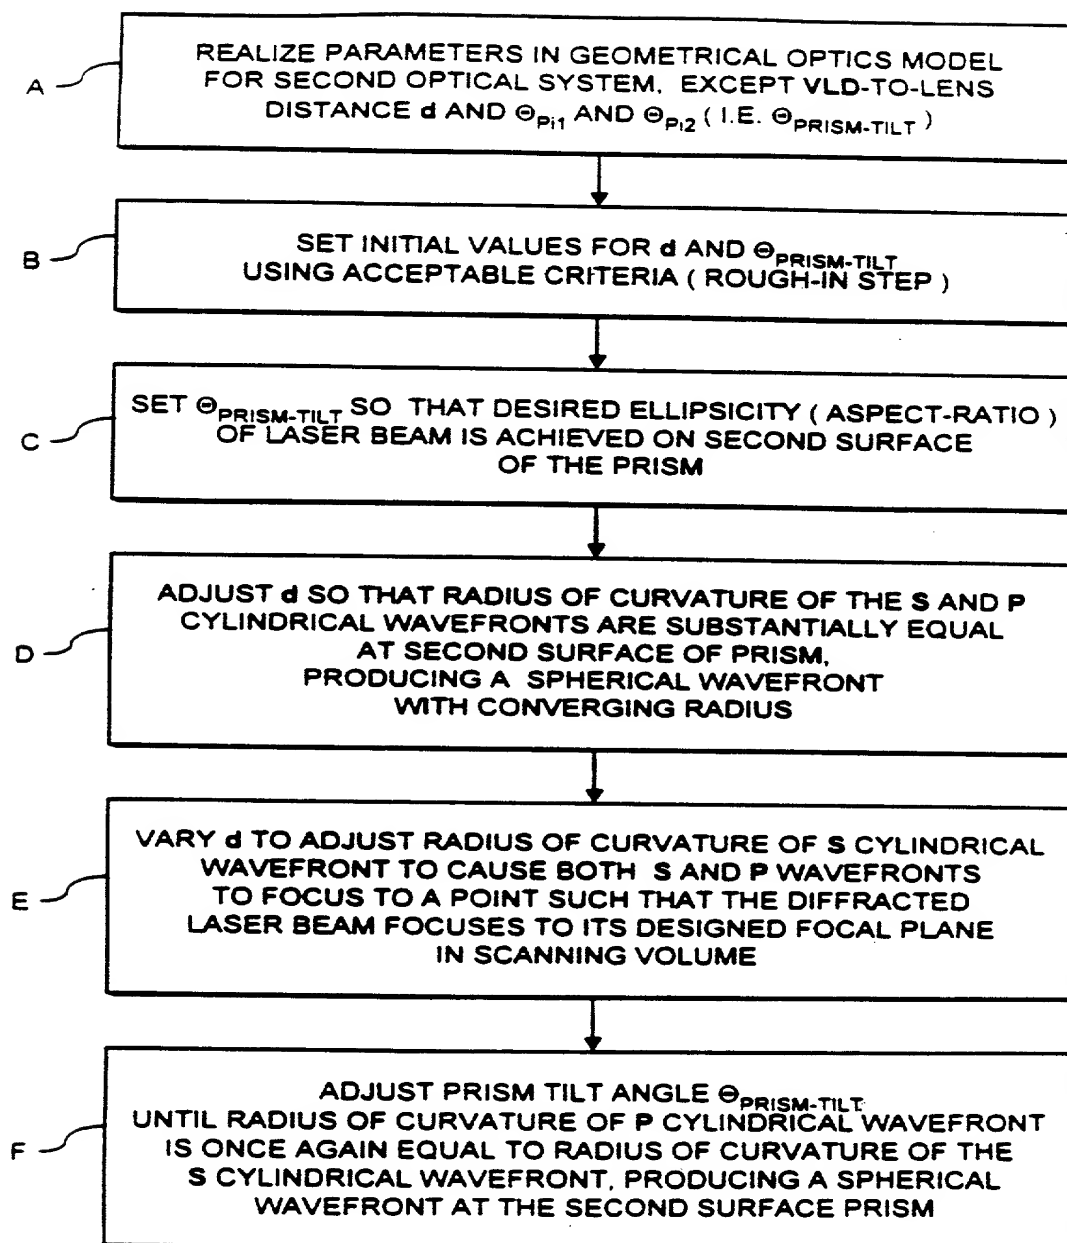 A
REALIZE PARAMETERS IN GEOMETRICAL OPTICS MODEL
FOR SECOND OPTICAL SYSTEM, EXCEPT VLD-TO-LENS
DISTANCE d AND ΘPi1 AND ΘPi2 ( I.E. ΘPRISM-TILT )
B
SET INITIAL VALUES FOR d AND ΘPRISM-TILT
USING ACCEPTABLE CRITERIA ( ROUGH-IN STEP )
C
SET ΘPRISM-TILT SO THAT DESIRED ELLIPSICITY ( ASPECT-RATIO )
OF LASER BEAM IS ACHIEVED ON SECOND SURFACE
OF THE PRISM
D
ADJUST d SO THAT RADIUS OF CURVATURE OF THE S AND P
CYLINDRICAL WAVEFRONTS ARE SUBSTANTIALLY EQUAL
AT SECOND SURFACE OF PRISM,
PRODUCING A SPHERICAL WAVEFRONT
WITH CONVERGING RADIUS
E
VARY d TO ADJUST RADIUS OF CURVATURE OF S CYLINDRICAL
WAVEFRONT TO CAUSE BOTH S AND P WAVEFRONTS
TO FOCUS TO A POINT SUCH THAT THE DIFFRACTED
LASER BEAM FOCUSES TO ITS DESIGNED FOCAL PLANE
IN SCANNING VOLUME
F
ADJUST PRISM TILT ANGLE ΘPRISM-TILT
UNTIL RADIUS OF CURVATURE OF P CYLINDRICAL WAVEFRONT
IS ONCE AGAIN EQUAL TO RADIUS OF CURVATURE OF THE
S CYLINDRICAL WAVEFRONT, PRODUCING A SPHERICAL
WAVEFRONT AT THE SECOND SURFACE PRISM